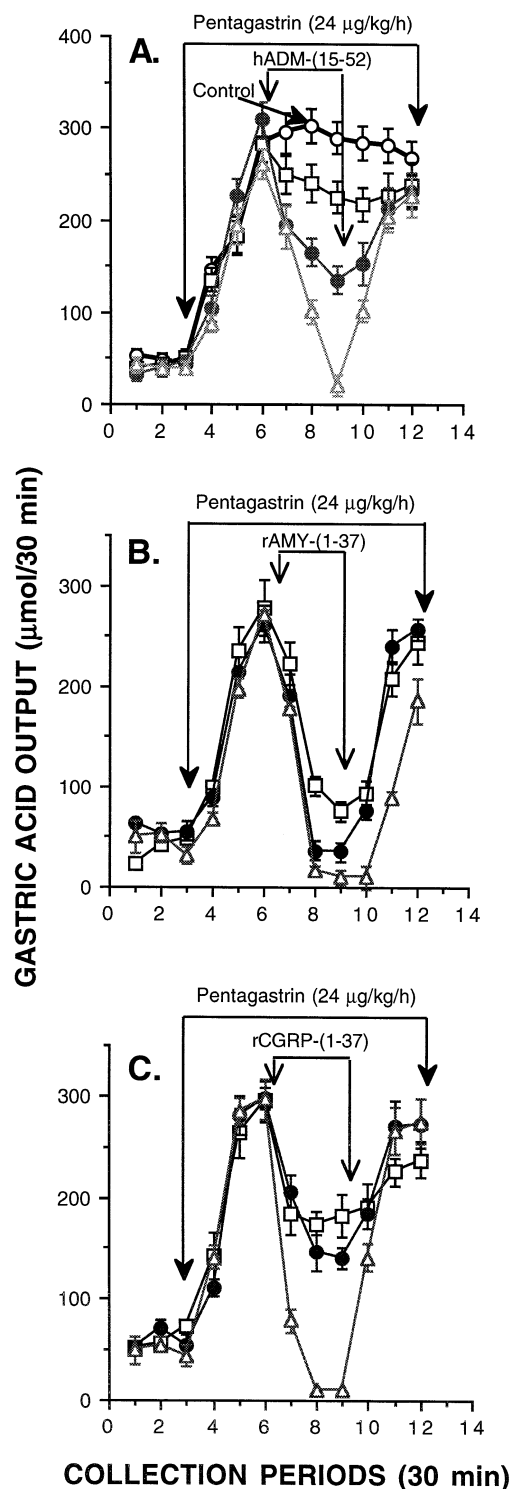 Pentagastrin (24 µg/kg/h)
400
A.
hADM-(15-52)
Control
300
200
100
0
0 2 4 6 8 10 12 14
Pentagastrin (24 µg/kg/h)
B.
rAMY-(1-37)
300
200
100
0
0 2 4 6 8 10 12 14
GASTRIC ACID OUTPUT (µmol/30 min)
Pentagastrin (24 µg/kg/h)
C.
rCGRP-(1-37)
300
200
100
0
0 2 4 6 8 10 12 14
COLLECTION PERIODS (30 min)